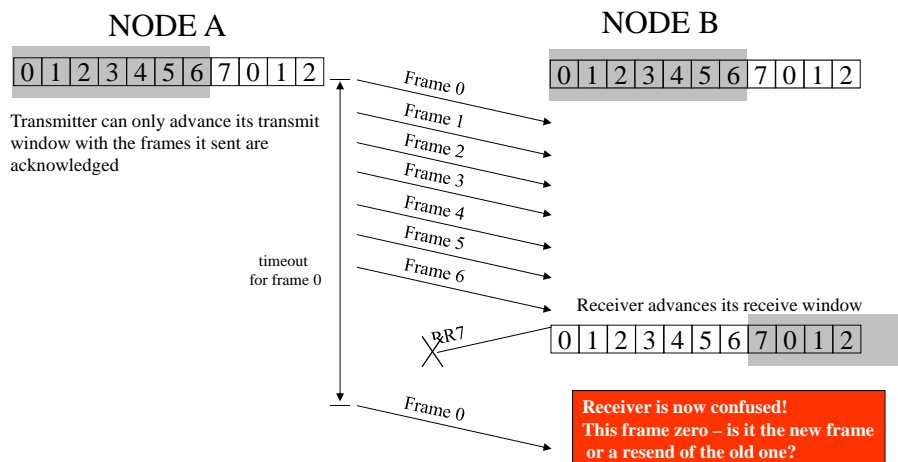 NODE A
NODE B
0 1 2 3 4 5 6 7 0 1 2
0 1 2 3 4 5 6 7 0 1 2
Transmitter can only advance its transmit
window with the frames it sent are
acknowledged
Frame 0
Frame 1
Frame 2
Frame 3
Frame 4
Frame 5
Frame 6
timeout
for frame 0
Receiver advances its receive window
RR7
0 1 2 3 4 5 6 7 0 1 2
Frame 0
Receiver is now confused!
This frame zero – is it the new frame
or a resend of the old one?